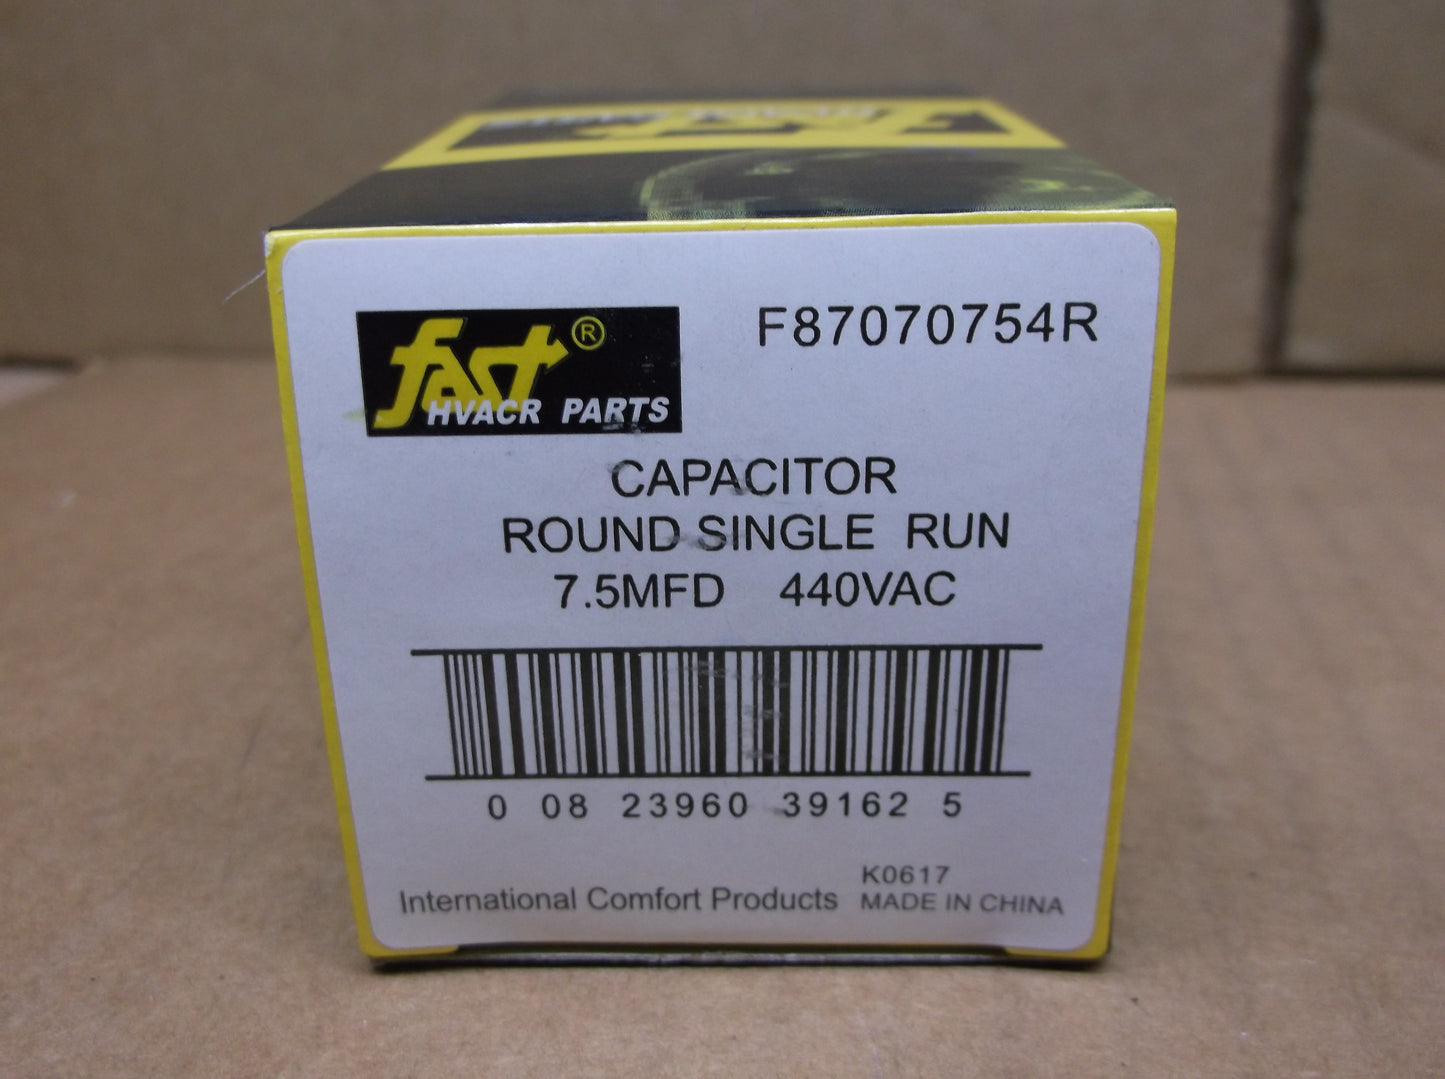 F87070754R
fast®
HVACR PARTS
CAPACITOR
ROUND SINGLE RUN
7.5MFD 440VAC
0 08 23960 39162 5
K0617
International Comfort Products MADE IN CHINA